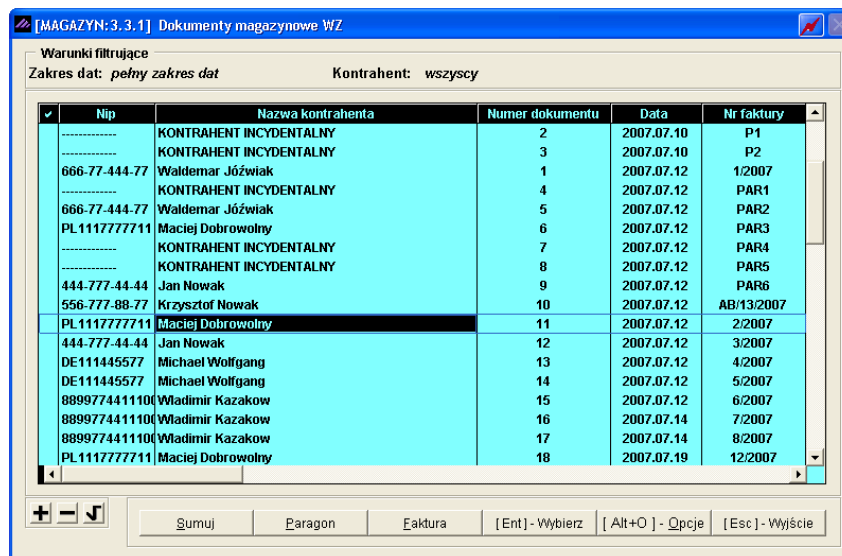 [MAGAZYN:3.3.1] Dokumenty magazynowe WZ
Warunki filtrujące
Zakres dat: pełny zakres dat Kontrahent: wszyscy
✓ Nip Nazwa kontrahenta Numer dokumentu Data Nr faktury
------------- KONTRAHENT INCYDENTALNY 2 2007.07.10 P1
------------- KONTRAHENT INCYDENTALNY 3 2007.07.10 P2
666-77-444-77 Waldemar Jóźwiak 1 2007.07.12 1/2007
------------- KONTRAHENT INCYDENTALNY 4 2007.07.12 PAR1
666-77-444-77 Waldemar Jóźwiak 5 2007.07.12 PAR2
PL1117777711 Maciej Dobrowolny 6 2007.07.12 PAR3
------------- KONTRAHENT INCYDENTALNY 7 2007.07.12 PAR4
------------- KONTRAHENT INCYDENTALNY 8 2007.07.12 PAR5
444-777-44-44 Jan Nowak 9 2007.07.12 PAR6
556-777-88-77 Krzysztof Nowak 10 2007.07.12 AB/13/2007
PL1117777711 Maciej Dobrowolny 11 2007.07.12 2/2007
444-777-44-44 Jan Nowak 12 2007.07.12 3/2007
DE111445577 Michael Wolfgang 13 2007.07.12 4/2007
DE111445577 Michael Wolfgang 14 2007.07.12 5/2007
8899774411100 Wladimir Kazakow 15 2007.07.12 6/2007
8899774411100 Wladimir Kazakow 16 2007.07.14 7/2007
8899774411100 Wladimir Kazakow 17 2007.07.14 8/2007
PL1117777711 Maciej Dobrowolny 18 2007.07.19 12/2007
Sumuj Paragon Faktura [ Ent ] - Wybierz [ Alt+O ] - Opcje [ Esc ] - Wyjście